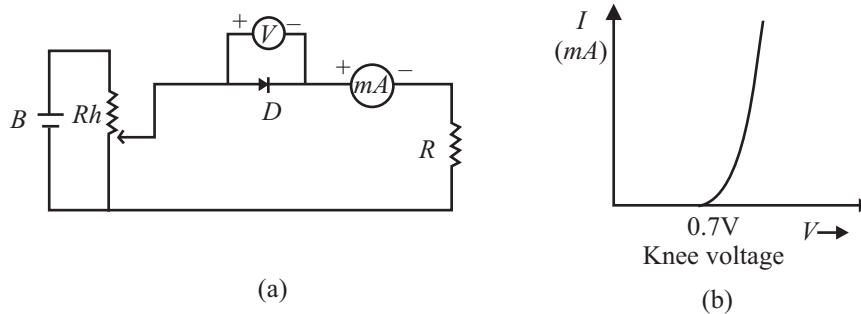 + V −
B
Rh
D
+ mA −
R
(a)
I
(mA)
0.7V
V
Knee voltage
(b)